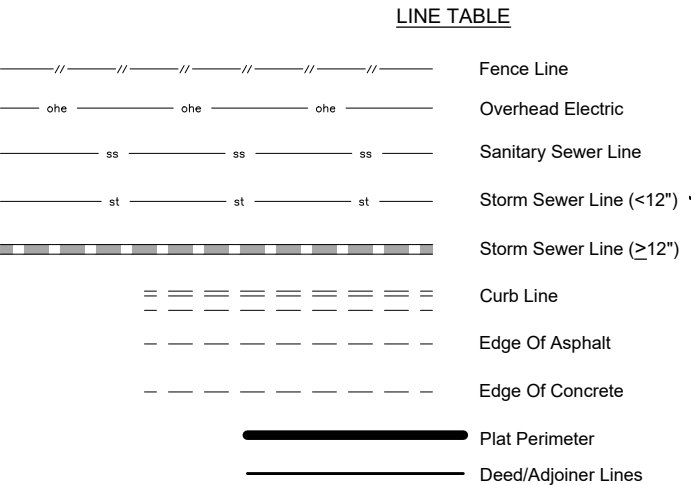 LINE TABLE
// // // // // // Fence Line
ohe ohe ohe Overhead Electric
ss ss ss Sanitary Sewer Line
st st st Storm Sewer Line (<12")
Storm Sewer Line (≥12")
Curb Line
Edge Of Asphalt
Edge Of Concrete
Plat Perimeter
Deed/Adjoiner Lines